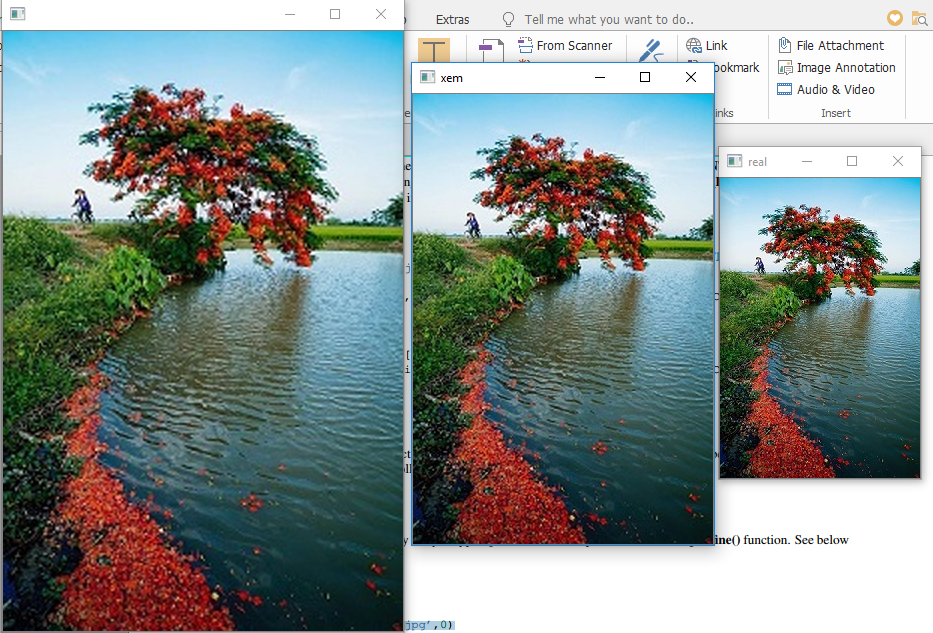 Extras
Tell me what you want to do..
From Scanner
Link
File Attachment
ookmark
Image Annotation
Audio & Video
inks
Insert
xem
real
ine() function. See below
jpg',0)